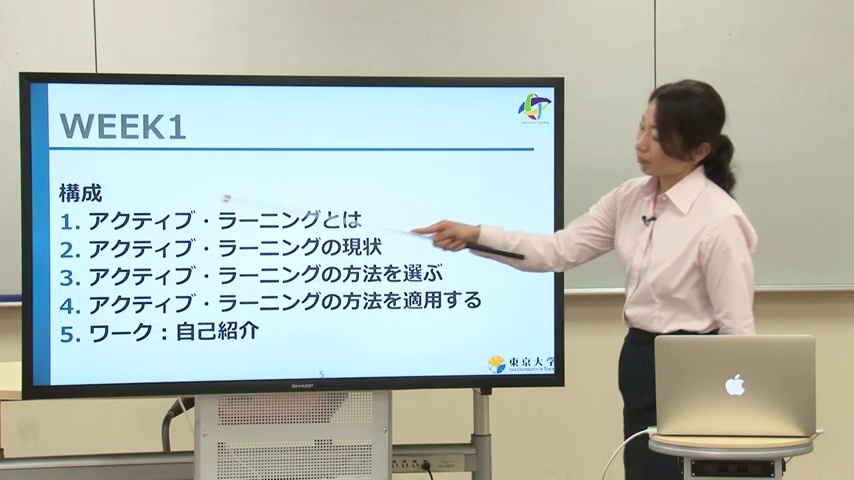 WEEK1
構成
1. アクティブ・ラーニングとは
2. アクティブ・ラーニングの現状
3. アクティブ・ラーニングの方法を選ぶ
4. アクティブ・ラーニングの方法を適用する
5. ワーク：自己紹介
5
東京大学
SHARP